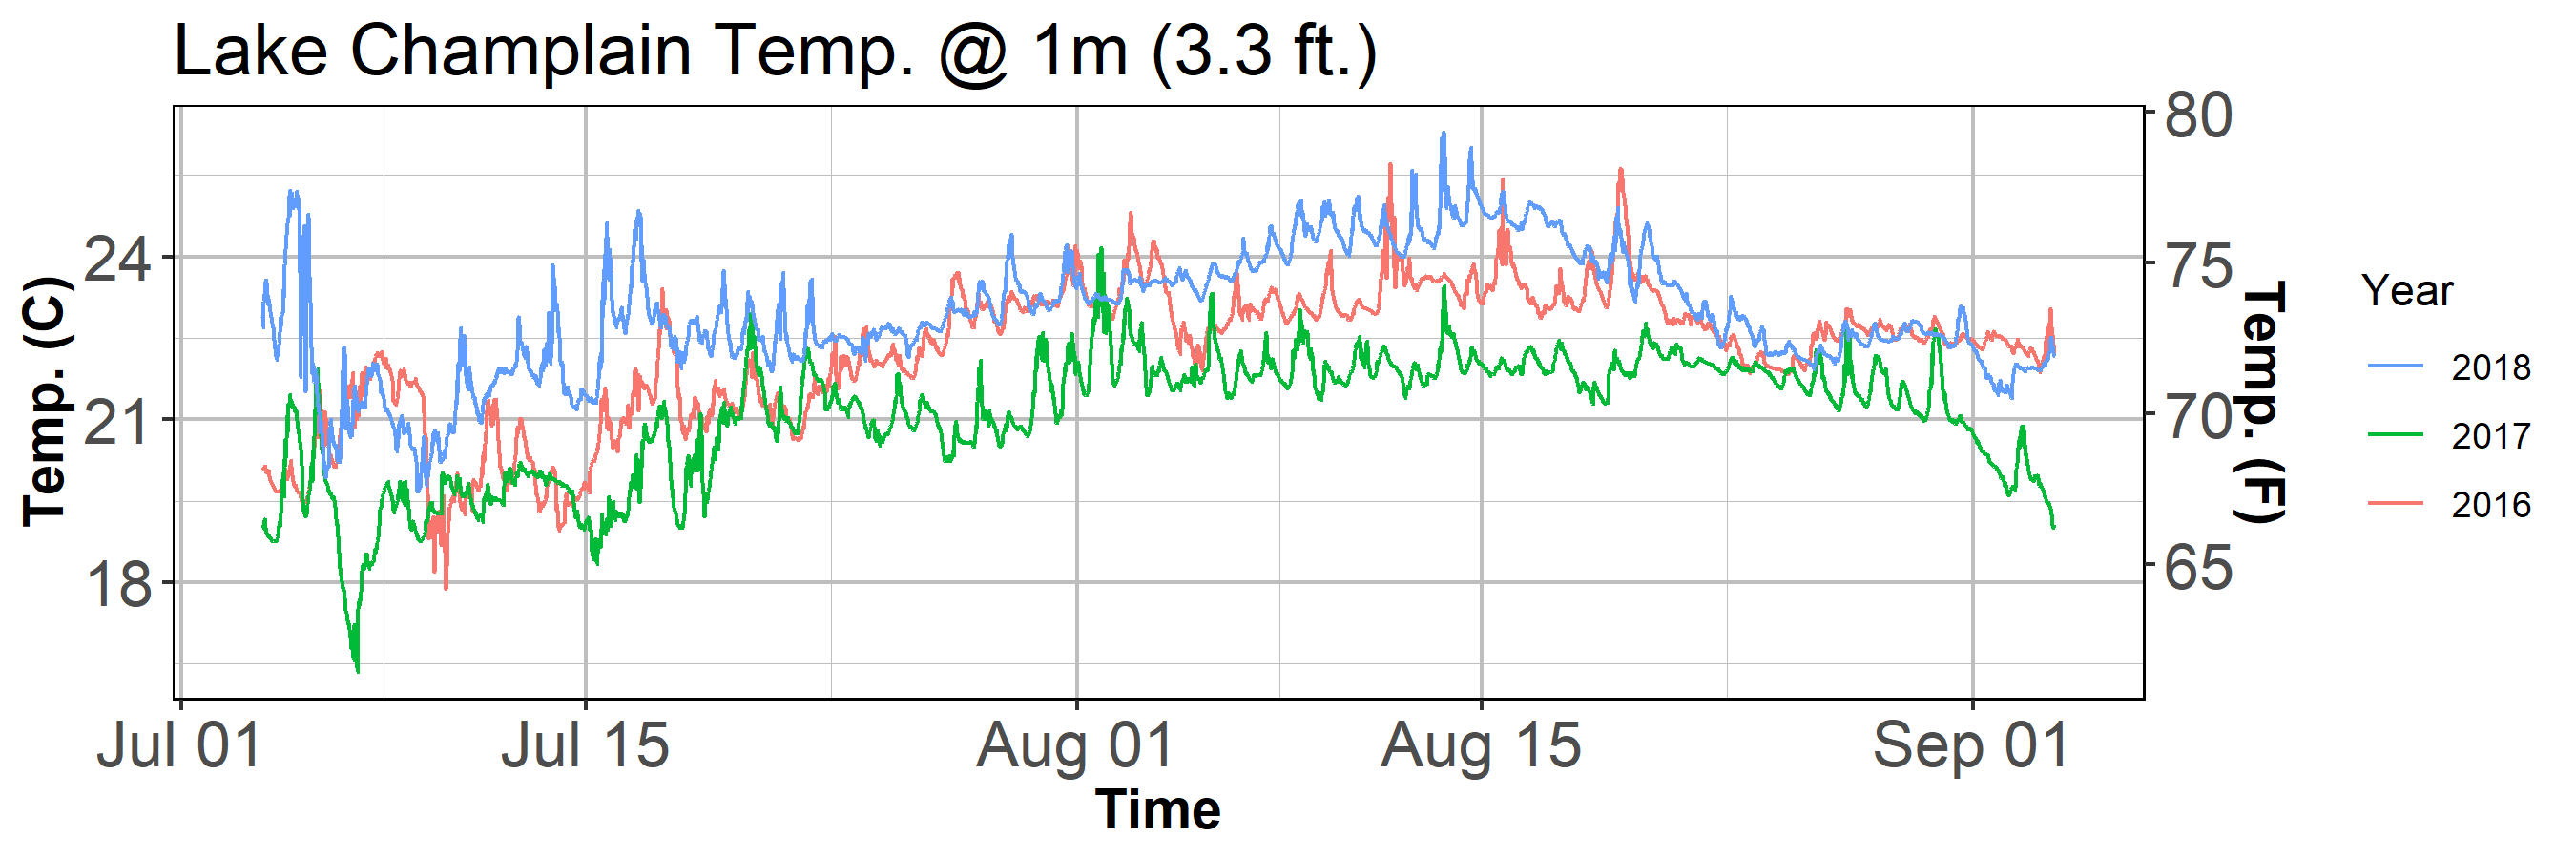 Lake Champlain Temp. @ 1m (3.3 ft.)
Temp. (C)
24
21
18
80
75
70
65
Temp. (F)
Jul 01
Jul 15
Aug 01
Aug 15
Sep 01
Time
Year
2018
2017
2016